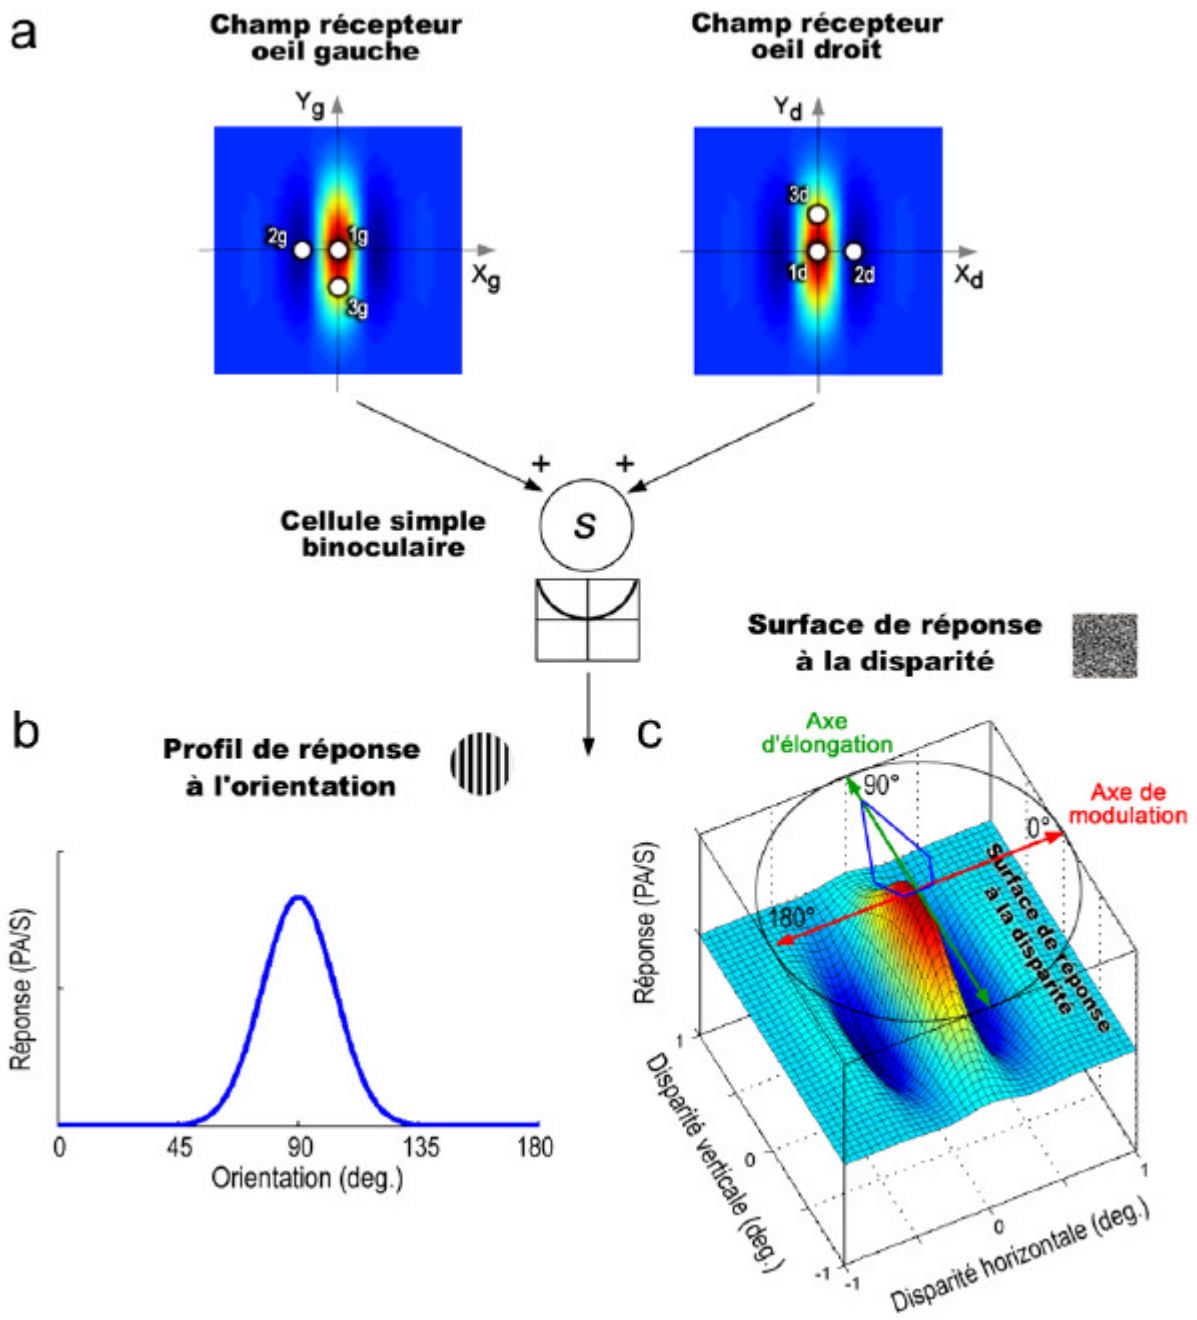 a
Champ récepteur
oeil gauche
Champ récepteur
oeil droit
Yg
Yd
2g
1g
3g
Xg
3d
1d
2d
Xd
+ +
Cellule simple
binoculaire
S
Surface de réponse
à la disparité
b
Profil de réponse
à l'orientation
c
Axe
d'élongation
90°
Axe de
modulation
0°
180°
Surface de réponse
à la disparité
Réponse (PA/S)
0 45 90 135 180
Orientation (deg.)
Réponse (PA/S)
1
0
-1
Disparité verticale (deg.)
-1
0
1
Disparité horizontale (deg.)